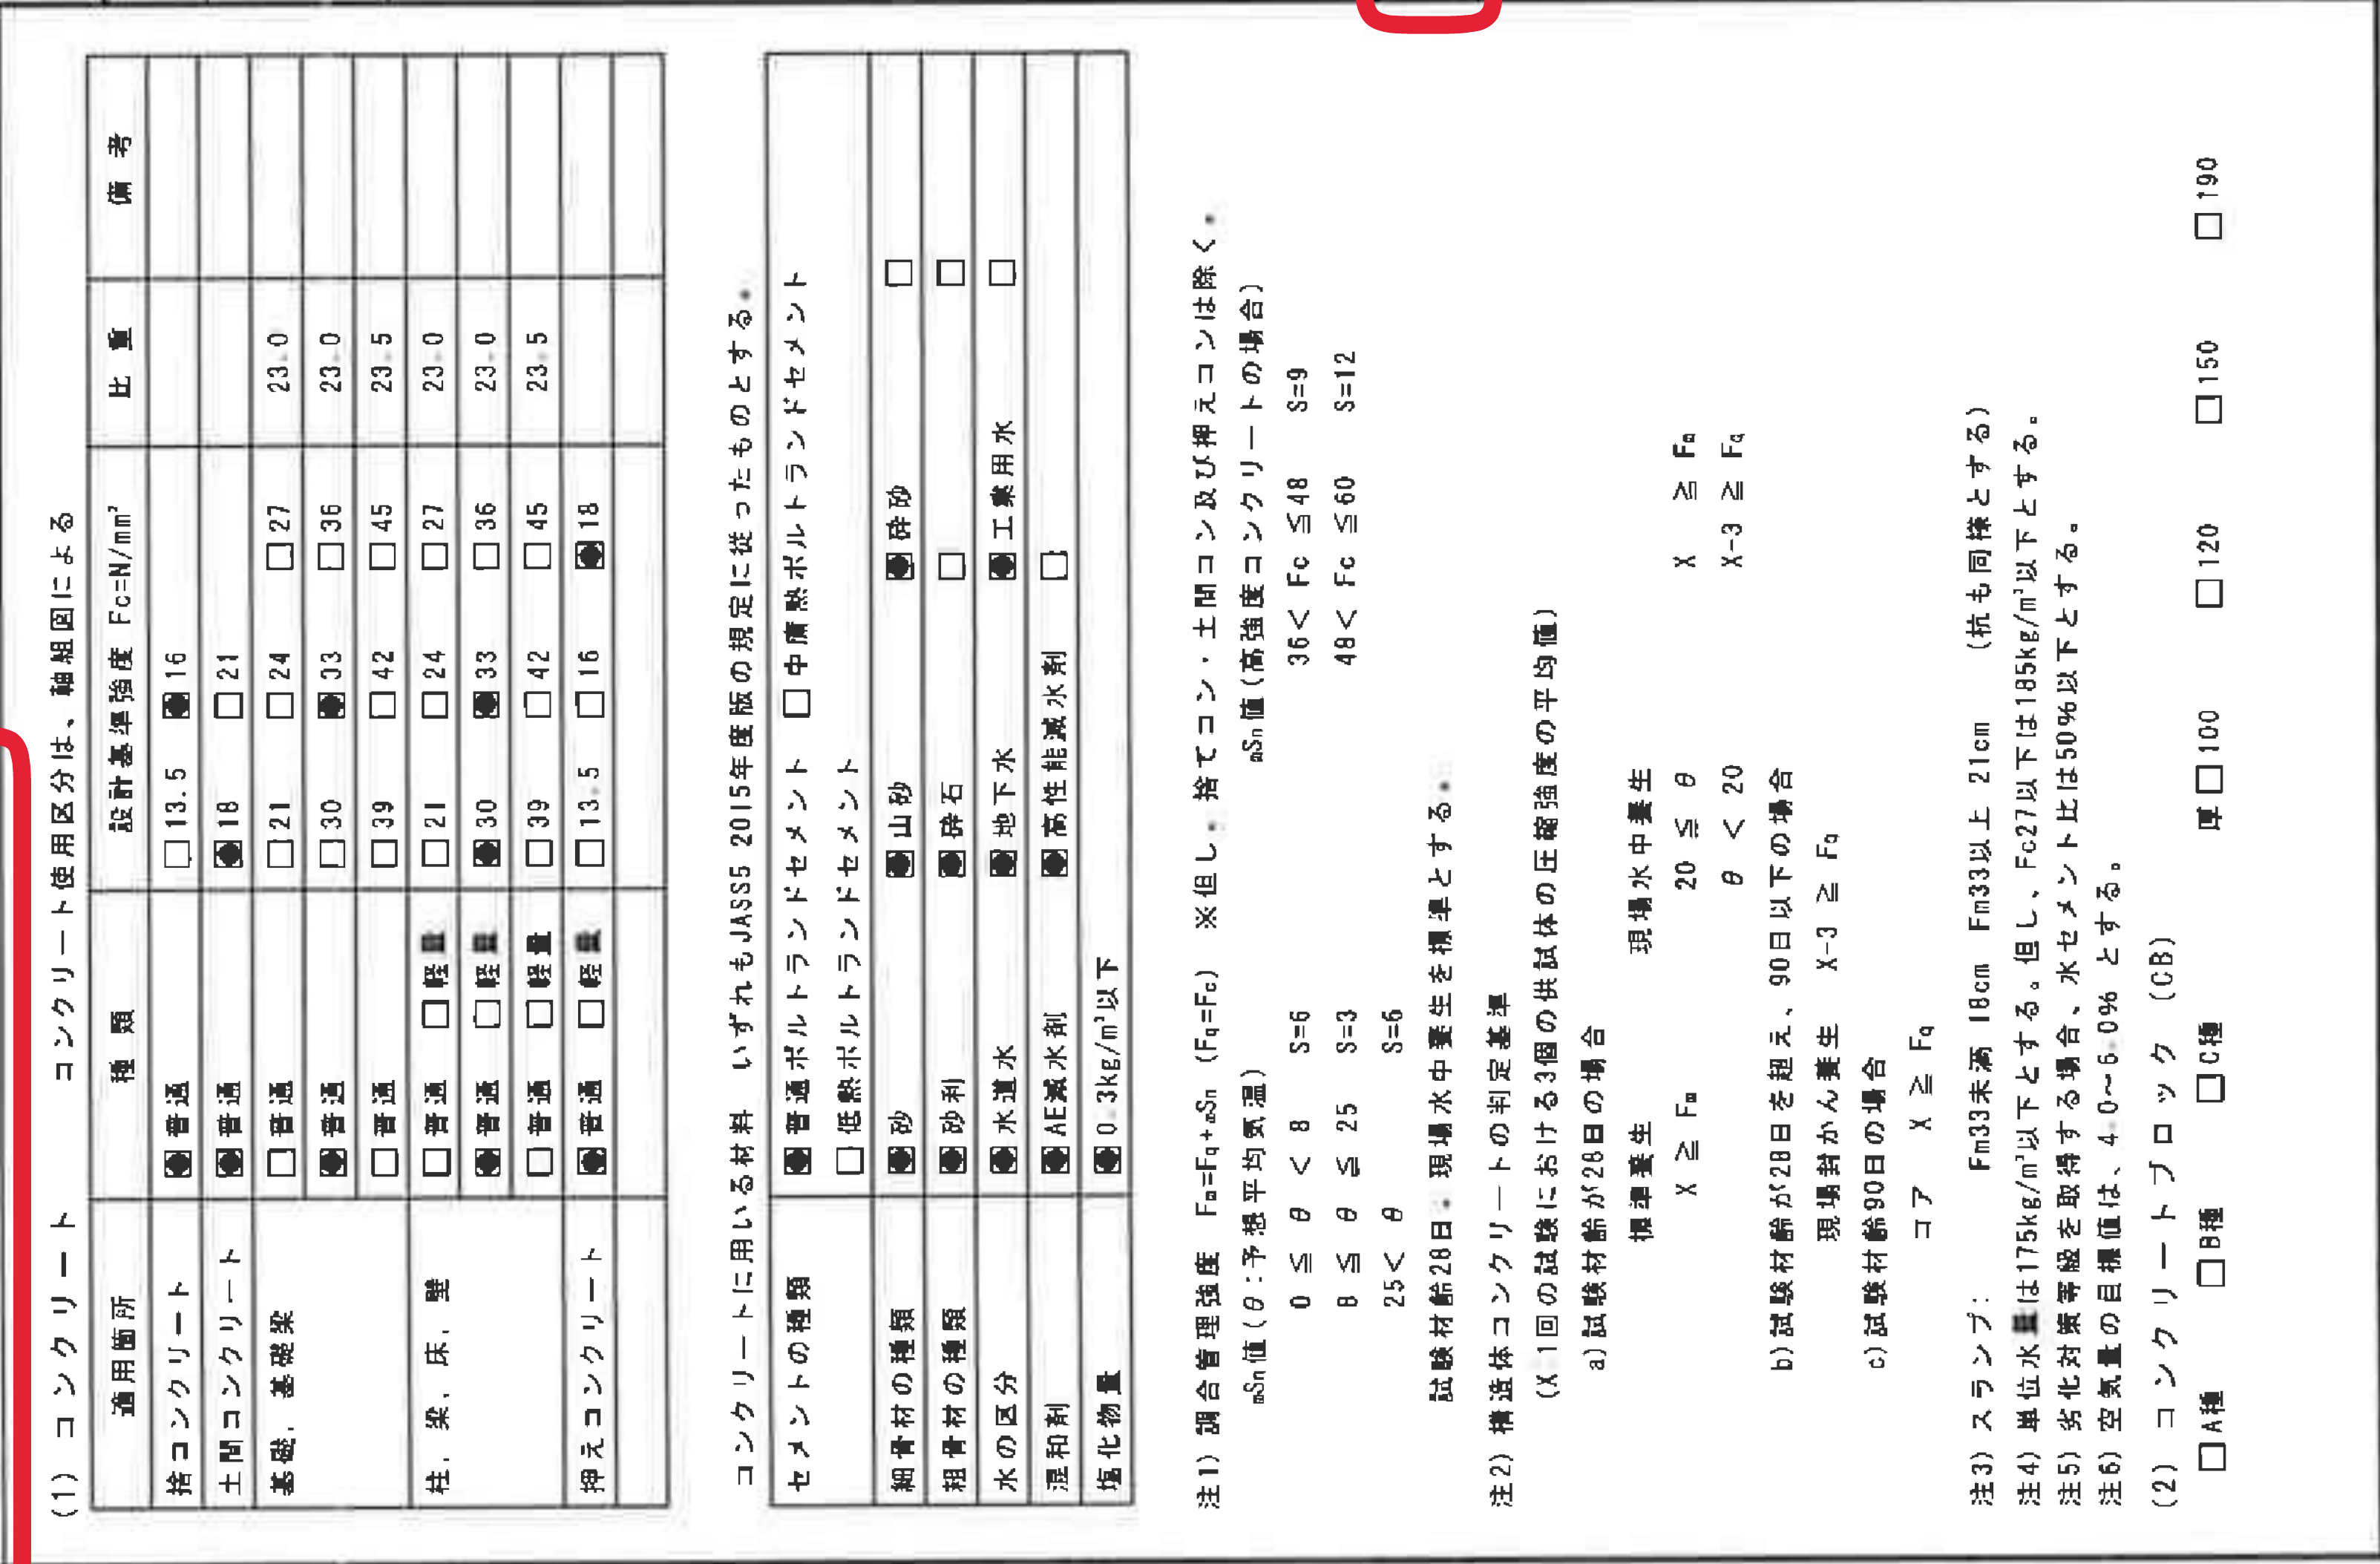 (1) コンクリート　コンクリート使用区分は、軸組図による
適用箇所　種 類　設計基準強度 Fc=N/mm²　比 重　備 考
捨コンクリート　■普通　□13.5　■16
土間コンクリート　■普通　■18　□21
基礎、基礎梁　□普通　□21　□24　□27　23.0
■普通　□30　■33　□36　23.0
□普通　□39　□42　□45　23.5
柱、梁、床、壁　□普通　□軽量　□21　□24　□27　23.0
■普通　□軽量　■30　■33　□36　23.0
□普通　□軽量　□39　□42　□45　23.5
押えコンクリート　■普通　□軽量　□13.5　□16　■18
コンクリートに用いる材料　いずれもJASS5 2015年度版の規定に従ったものとする。
セメントの種類　■普通ポルトランドセメント　□中庸熱ポルトランドセメント
□低熱ポルトランドセメント
細骨材の種類　■砂　■山砂　■砕砂　□
粗骨材の種類　■砂利　■砕石　□　□
水の区分　■水道水　■地下水　■工業用水　□
混和剤　■AE減水剤　■高性能減水剤　□
塩化物量　■0.3kg/m³以下
注1) 調合管理強度　Fm=Fq+mSn (Fq=Fc)　※但し、捨てコン・土間コン及び押えコンは除く。
mSn値(θ:予想平均気温)　mSn値(高強度コンクリートの場合)
0 ≦ θ < 8　S=6　36< Fc ≦48　S=9
8 ≦ θ ≦ 25　S=3　48< Fc ≦60　S=12
25< θ　S=6
試験材齢28日、現場水中養生を標準とする。
注2) 構造体コンクリートの判定基準
(X 1回の試験における3個の供試体の圧縮強度の平均値)
a)試験材齢が28日の場合
標準養生　現場水中養生
X ≧ Fm　20 ≦ θ　X ≧ Fm
θ < 20　X-3 ≧ Fq
b)試験材齢が28日を超え、90日以下の場合
現場封かん養生　X-3 ≧ Fq
c)試験材齢90日の場合
コア　X ≧ Fq
注3) スランプ:　Fm33未満 18cm　Fm33以上 21cm　(杭も同様とする)
注4) 単位水量は175kg/m³以下とする。但し、Fc27以下は185kg/m³以下とする。
注5) 劣化対策等級を取得する場合、水セメント比は50%以下とする。
注6) 空気量の目標値は、4.0～6.0% とする。
(2) コンクリートブロック (CB)
□A種　□B種　□C種　厚 □100　□120　□150　□190